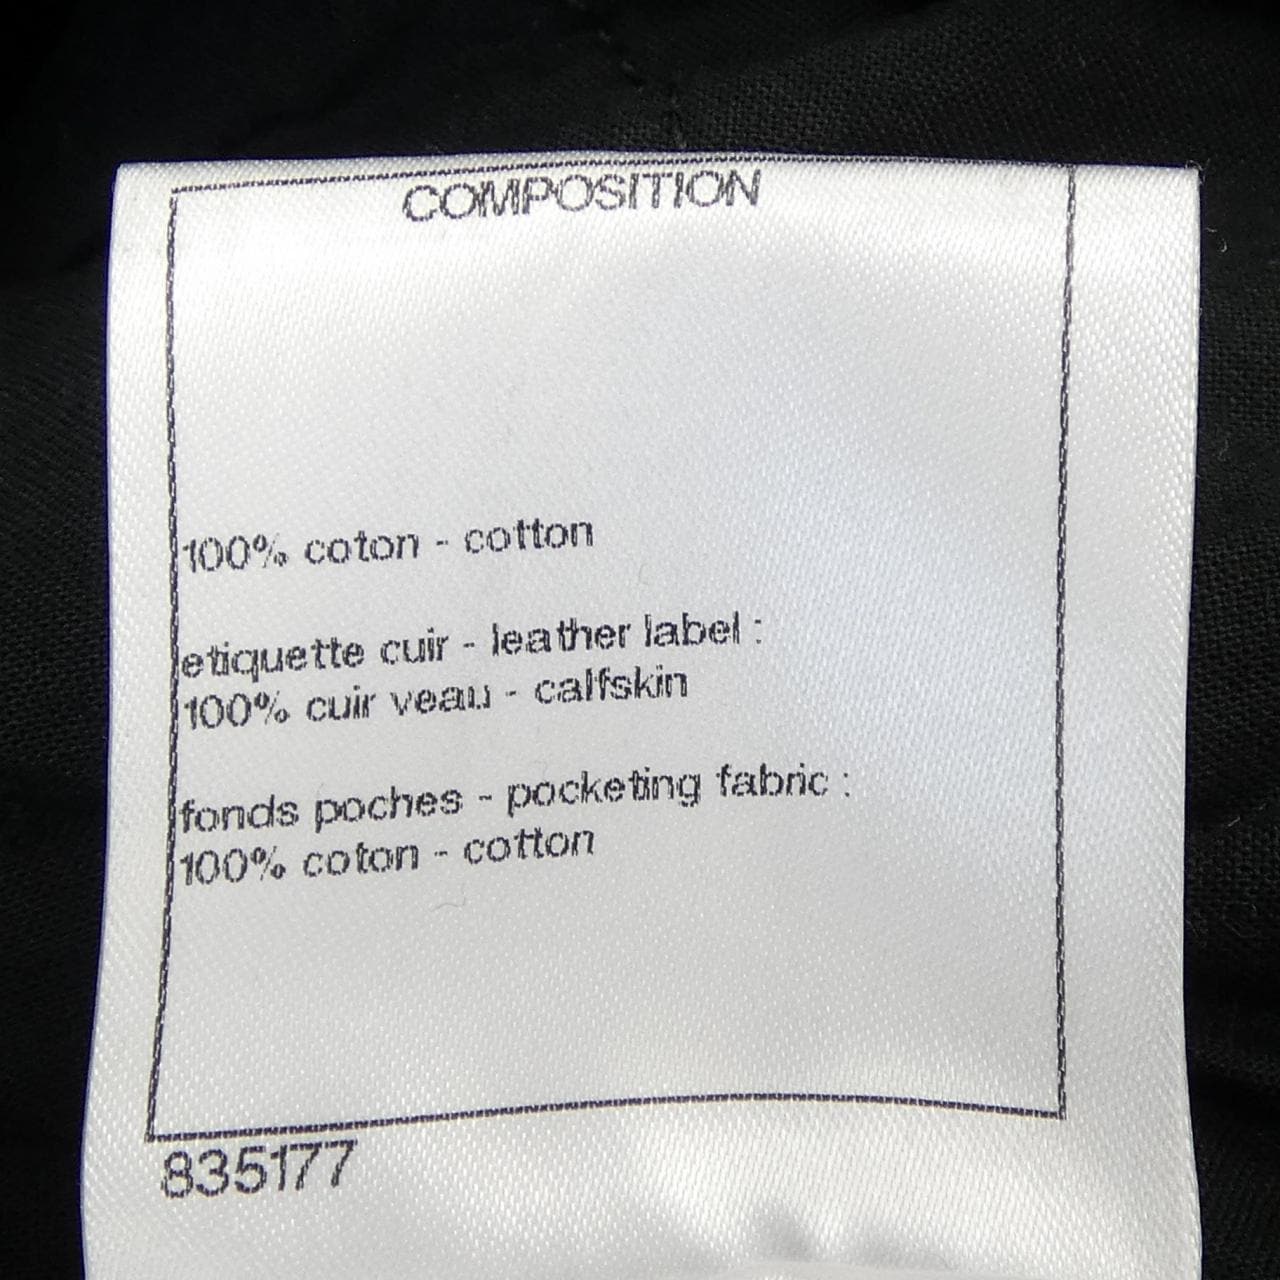 COMPOSITION
100% coton - cotton
etiquette cuir - leather label :
100% cuir veau - calfskin
fonds poches - pocketing fabric :
100% coton - cotton
835177